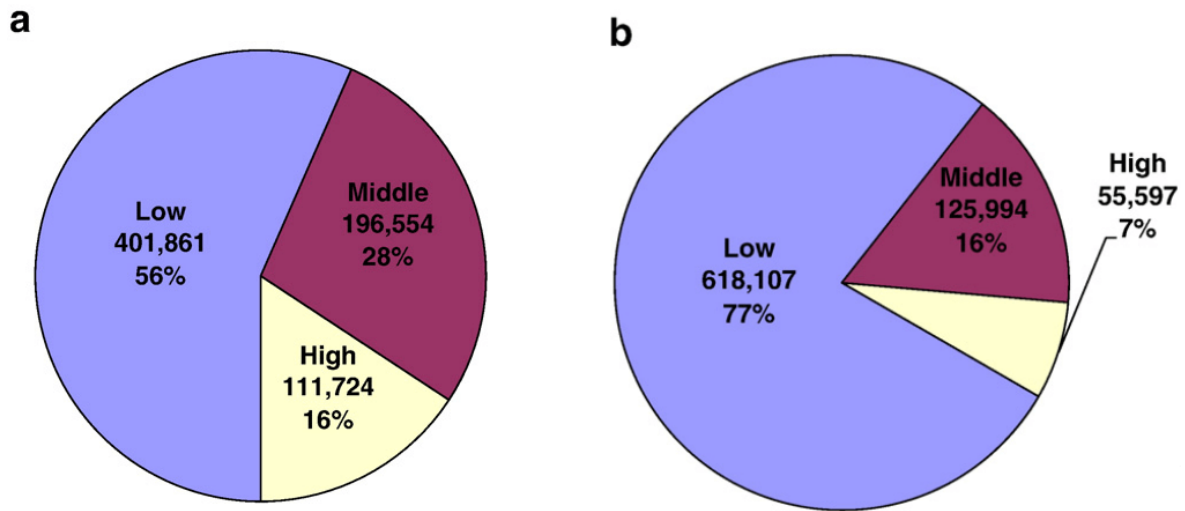 a
Low
401,861
56%
Middle
196,554
28%
High
111,724
16%
b
Low
618,107
77%
Middle
125,994
16%
High
55,597
7%